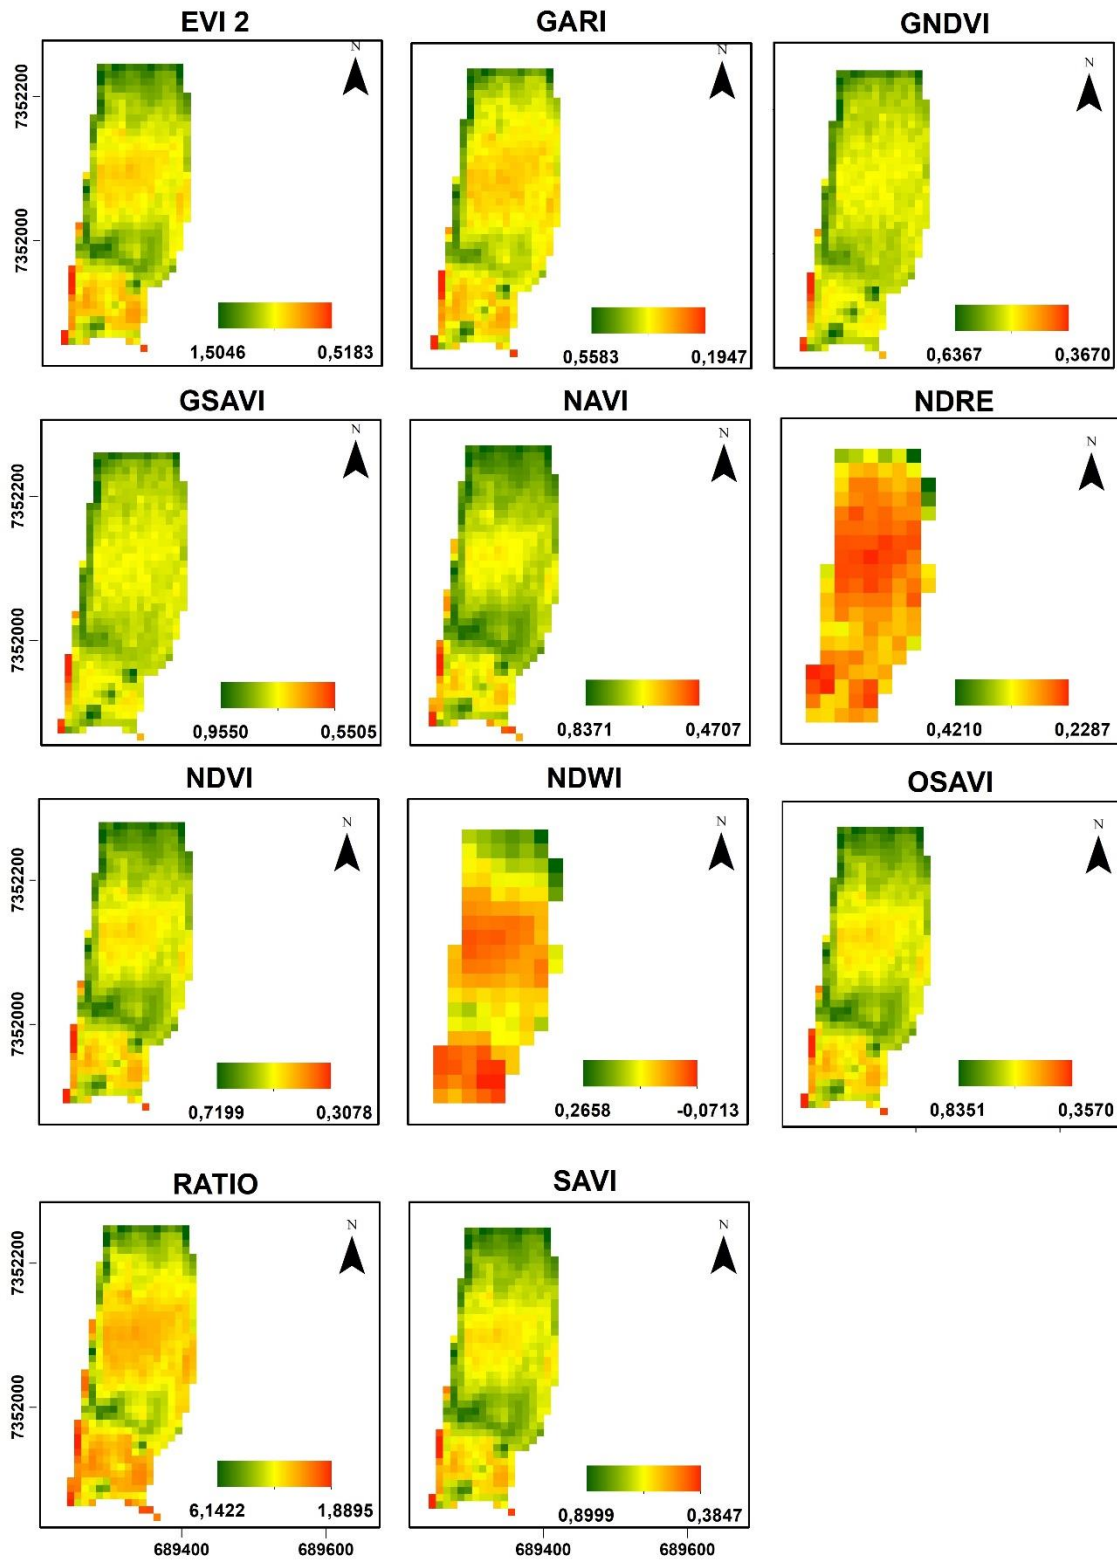 EVI 2
GARI
GNDVI
N
N
N
7352200
7352000
1,5046
0,5183
0,5583
0,1947
0,6367
0,3670
GSAVI
NAVI
NDRE
N
N
N
7352200
7352000
0,9550
0,5505
0,8371
0,4707
0,4210
0,2287
NDVI
NDWI
OSAVI
N
N
N
7352200
7352000
0,7199
0,3078
0,2658
-0,0713
0,8351
0,3570
RATIO
SAVI
N
N
7352200
7352000
6,1422
1,8895
0,8999
0,3847
689400
689600
689400
689600